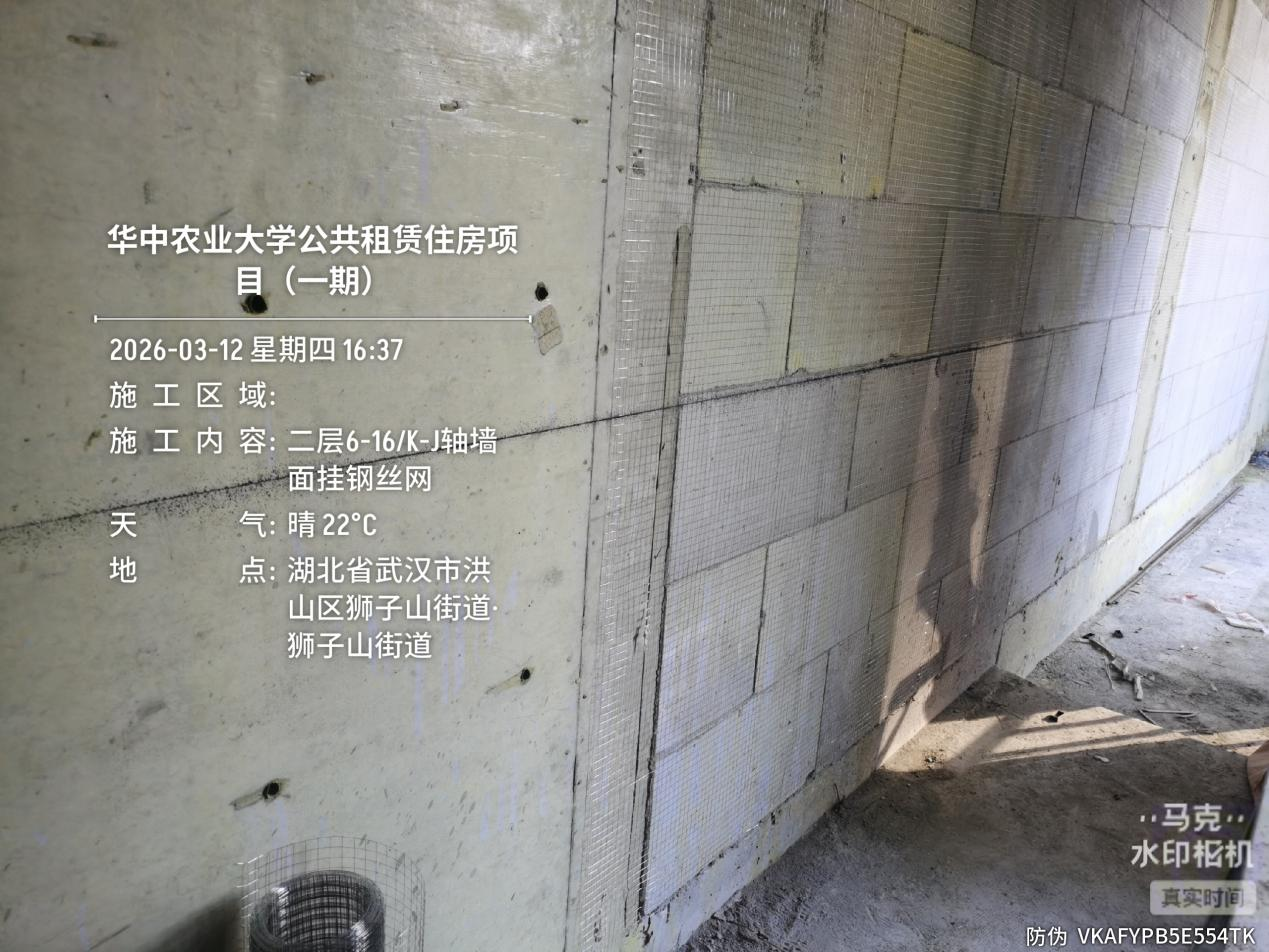 华中农业大学公共租赁住房项
目（一期）
2026-03-12 星期四 16:37
施工区域:
施工内容: 二层6-16/K-J轴墙
面挂钢丝网
天气: 晴 22°C
地点: 湖北省武汉市洪
山区狮子山街道·
狮子山街道
马克
水印相机
真实时间
防伪 VKAFYPB5E554TK